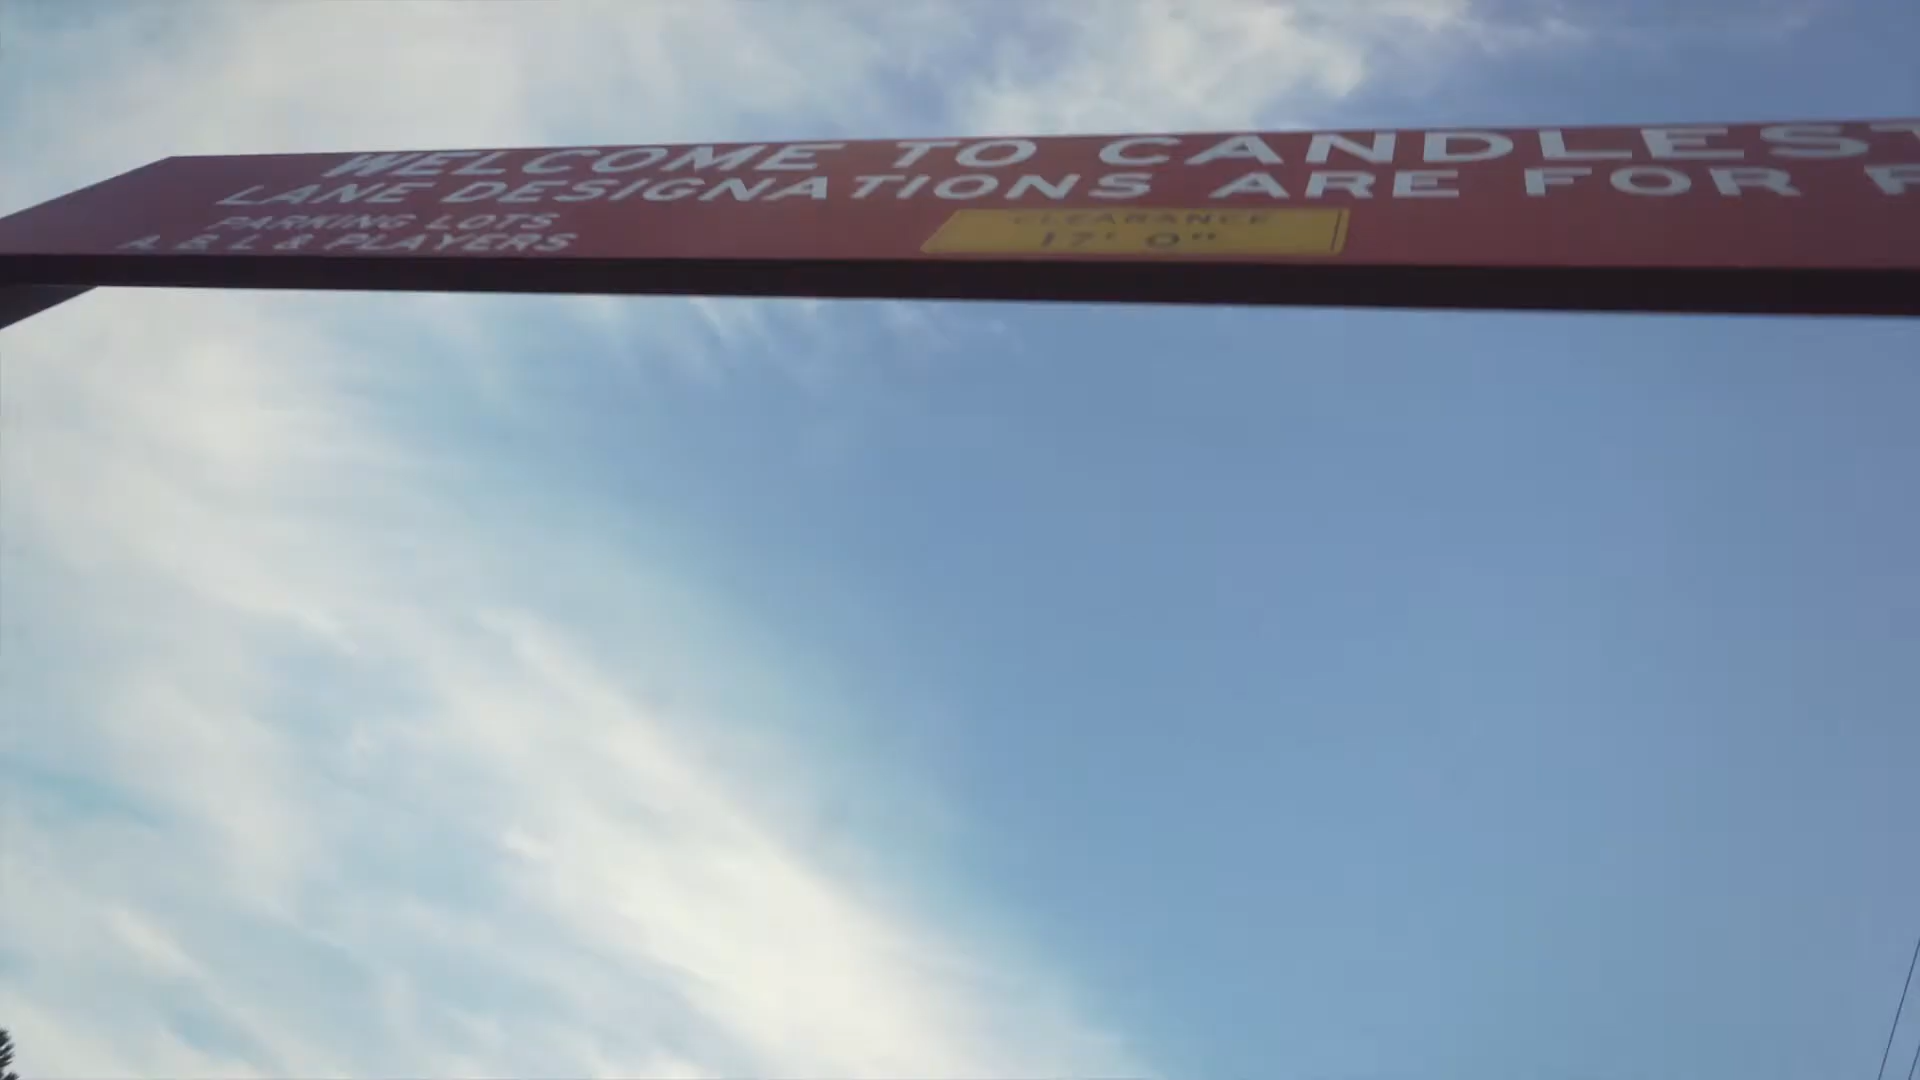 WELCOME TO CANDLEST
LANE DESIGNATIONS ARE FOR
PARKING LOTS
A, B, L & PLAYERS
CLEARANCE
17' 0"